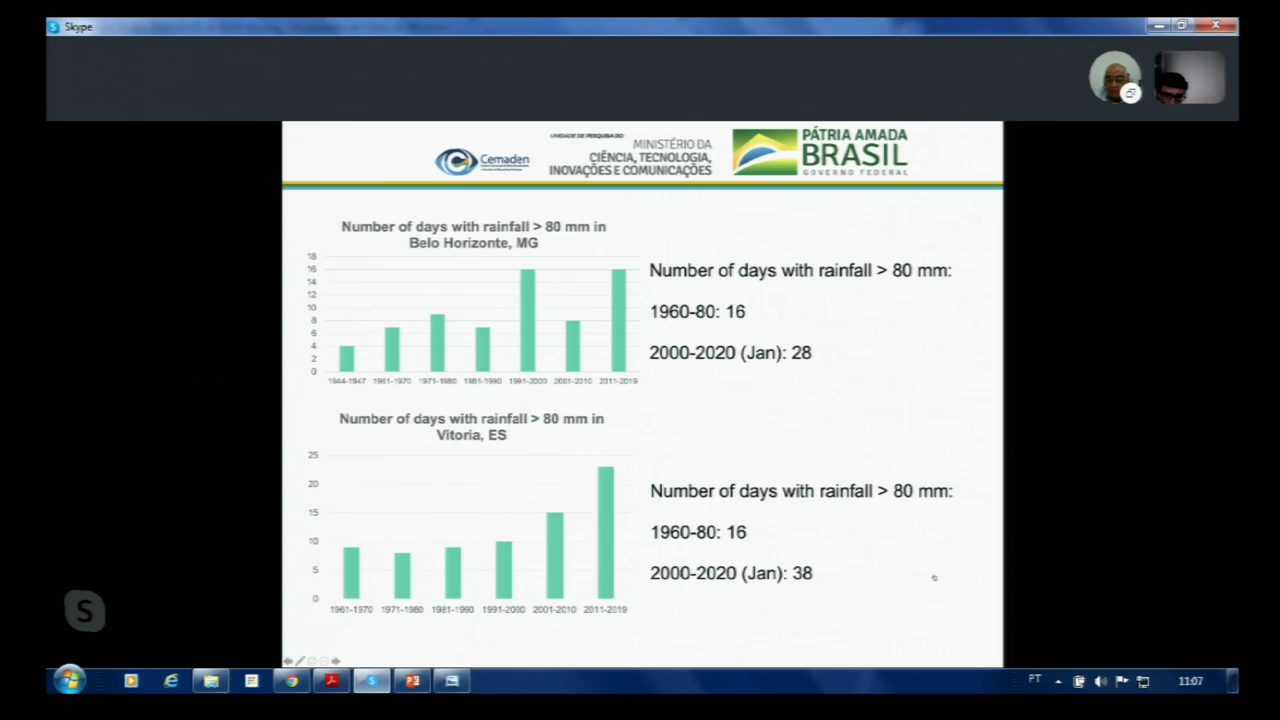 Skype
Cemaden
UNIDADE DE PESQUISA DO
MINISTÉRIO DA
CIÊNCIA, TECNOLOGIA,
INOVAÇÕES E COMUNICAÇÕES
PÁTRIA AMADA
BRASIL
GOVERNO FEDERAL
Number of days with rainfall > 80 mm in
Belo Horizonte, MG
18
16
14
12
10
8
6
4
2
0
1944-1947 1961-1970 1971-1980 1981-1990 1991-2000 2001-2010 2011-2019
Number of days with rainfall > 80 mm:
1960-80: 16
2000-2020 (Jan): 28
Number of days with rainfall > 80 mm in
Vitoria, ES
25
20
15
10
5
0
1961-1970 1971-1980 1981-1990 1991-2000 2001-2010 2011-2019
Number of days with rainfall > 80 mm:
1960-80: 16
2000-2020 (Jan): 38
S
PT
11:07